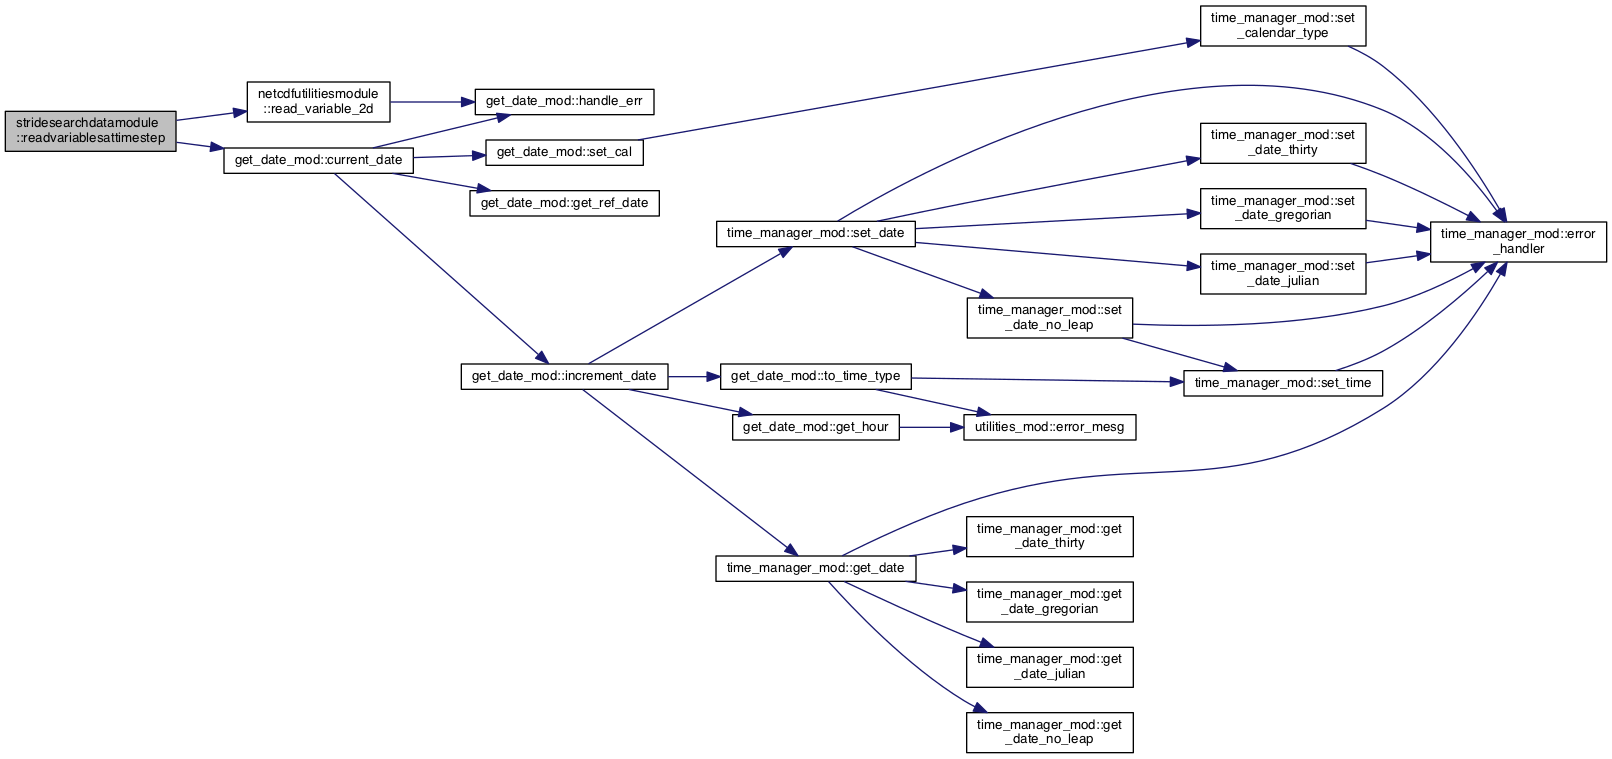 stridesearchdatamodule
::readvariablesattimestep
netcdfutilitiesmodule
::read_variable_2d
get_date_mod::current_date
get_date_mod::handle_err
get_date_mod::set_cal
get_date_mod::get_ref_date
get_date_mod::increment_date
time_manager_mod::set_date
get_date_mod::to_time_type
get_date_mod::get_hour
time_manager_mod::get_date
time_manager_mod::set
_date_no_leap
utilities_mod::error_mesg
time_manager_mod::get
_date_thirty
time_manager_mod::get
_date_gregorian
time_manager_mod::get
_date_julian
time_manager_mod::get
_date_no_leap
time_manager_mod::set
_calendar_type
time_manager_mod::set
_date_thirty
time_manager_mod::set
_date_gregorian
time_manager_mod::set
_date_julian
time_manager_mod::set_time
time_manager_mod::error
_handler